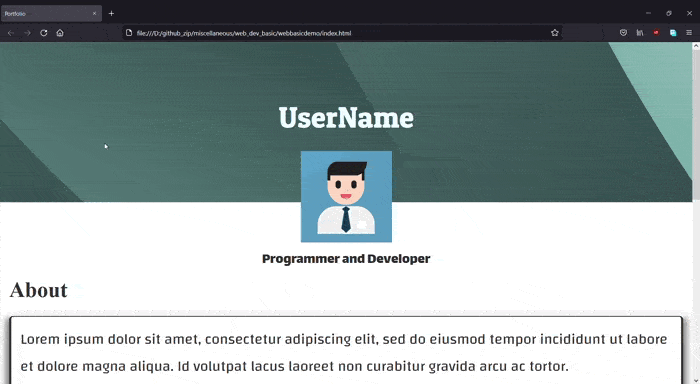 Portfolio
file:///D:/github_zip/miscellaneous/web_dev_basic/webbasicdemo/index.html
UserName
Programmer and Developer
About
Lorem ipsum dolor sit amet, consectetur adipiscing elit, sed do eiusmod tempor incididunt ut labore
et dolore magna aliqua. Id volutpat lacus laoreet non curabitur gravida arcu ac tortor.